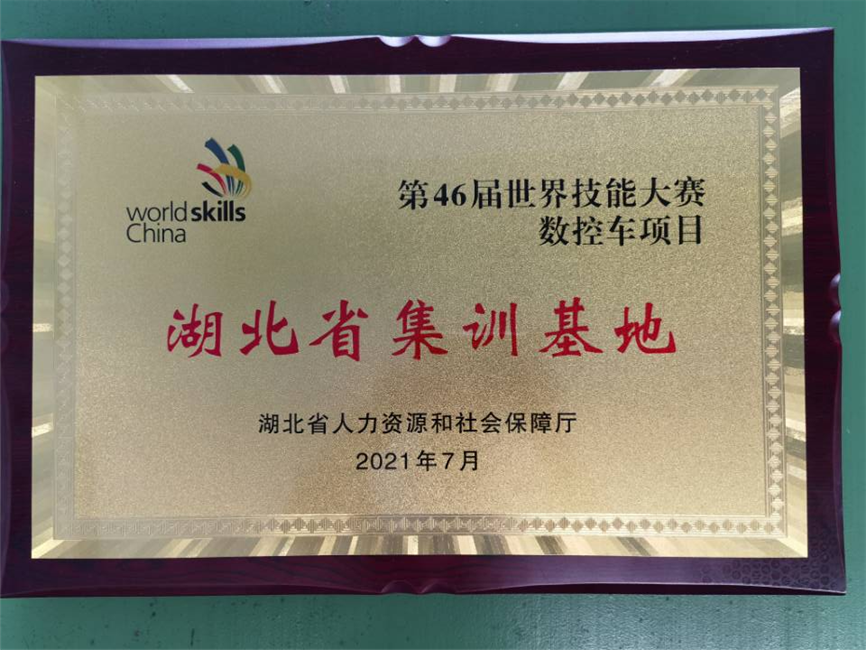 world skills
China
第46届世界技能大赛
数控车项目
湖北省集训基地
湖北省人力资源和社会保障厅
2021年7月